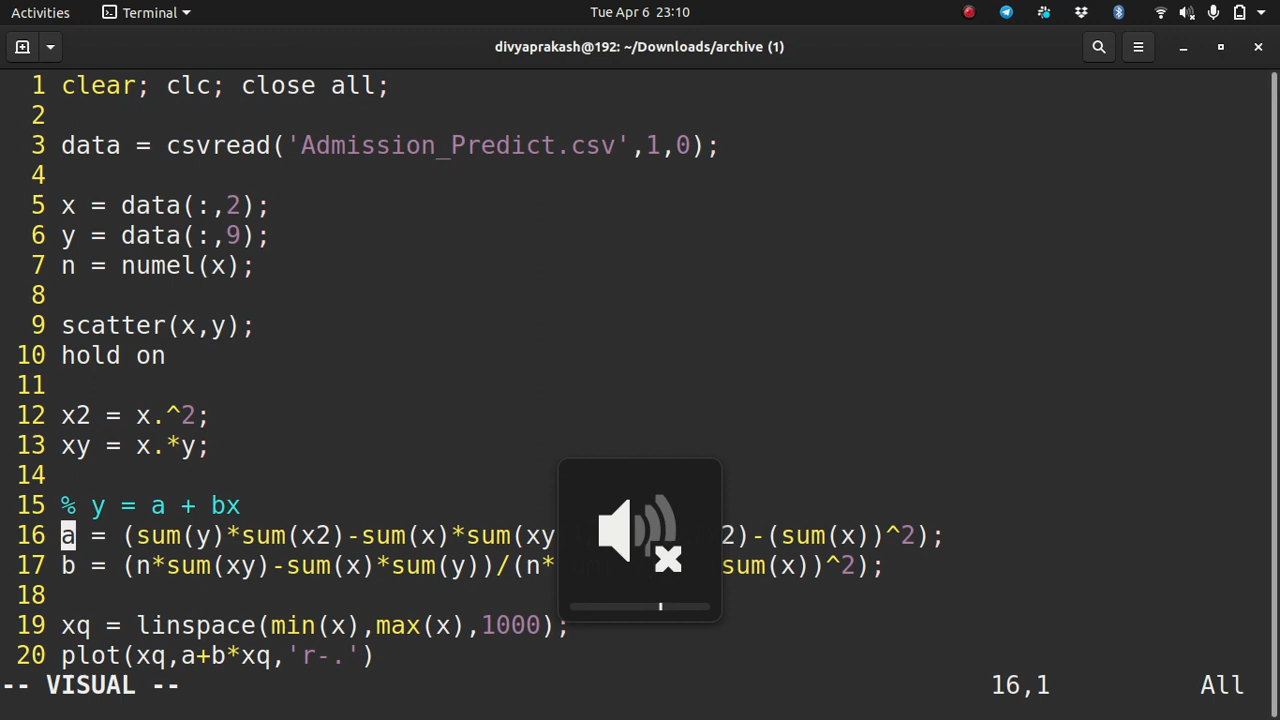 Activities Terminal Tue Apr 6 23:10
divyaprakash@192: ~/Downloads/archive (1)
1 clear; clc; close all;
2
3 data = csvread('Admission_Predict.csv',1,0);
4
5 x = data(:,2);
6 y = data(:,9);
7 n = numel(x);
8
9 scatter(x,y);
10 hold on
11
12 x2 = x.^2;
13 xy = x.*y;
14
15 % y = a + bx
16 a = (sum(y)*sum(x2)-sum(x)*sum(xy 2)-(sum(x))^2);
17 b = (n*sum(xy)-sum(x)*sum(y))/(n* sum(x))^2);
18
19 xq = linspace(min(x),max(x),1000);
20 plot(xq,a+b*xq,'r-.')
-- VISUAL -- 16,1 All